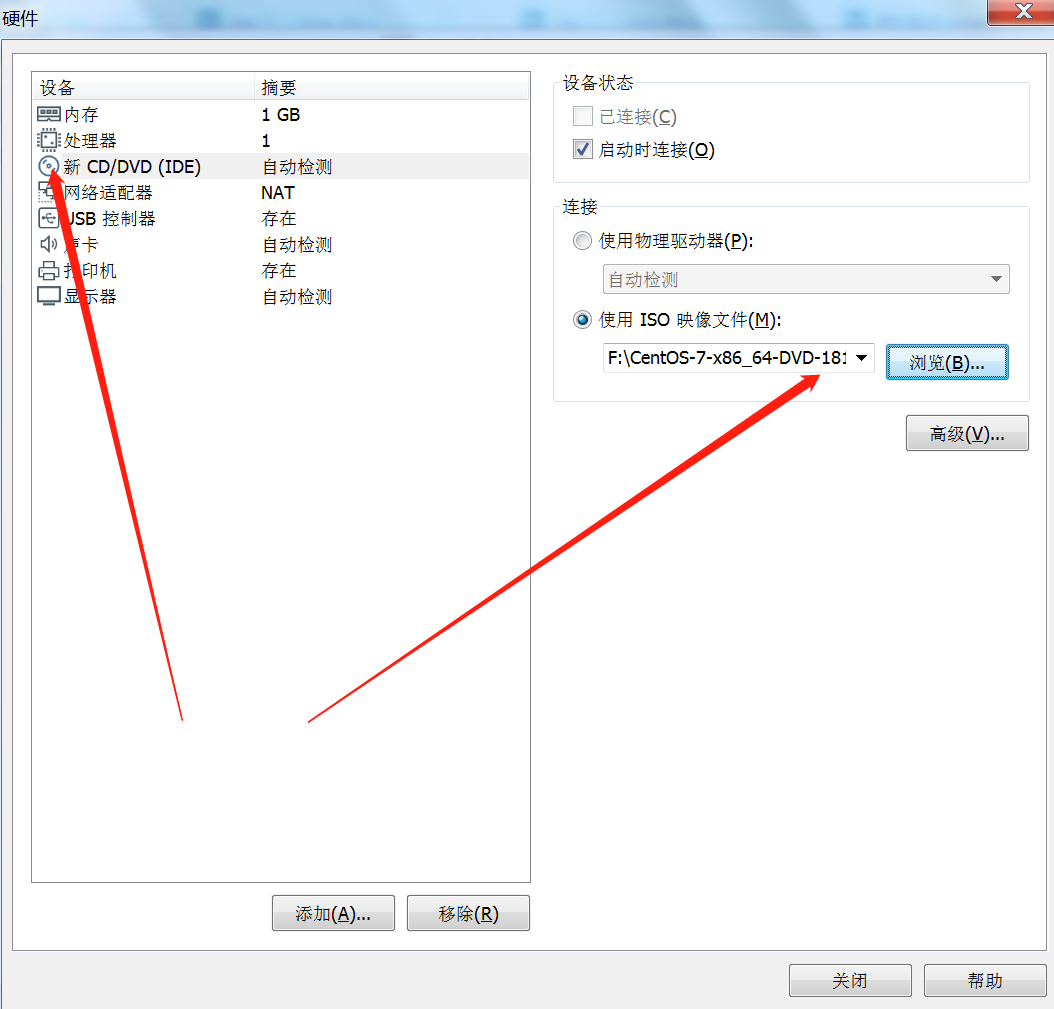 硬件
设备 摘要
内存 1 GB
处理器 1
新 CD/DVD (IDE) 自动检测
网络适配器 NAT
USB 控制器 存在
声卡 自动检测
打印机 存在
显示器 自动检测
添加(A)... 移除(R)
设备状态
已连接(C)
启动时连接(O)
连接
使用物理驱动器(P):
自动检测
使用 ISO 映像文件(M):
F:\CentOS-7-x86_64-DVD-181
浏览(B)...
高级(V)...
关闭 帮助